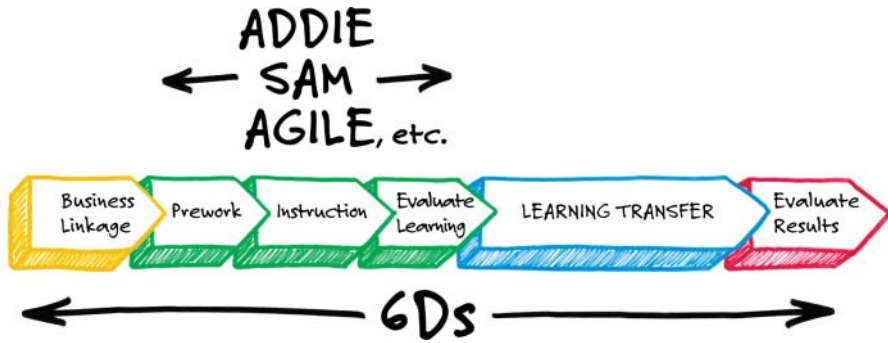 ADDIE
SAM
AGILE, etc.
Business
Linkage
Prework
Instruction
Evaluate
Learning
LEARNING TRANSFER
Evaluate
Results
6Ds